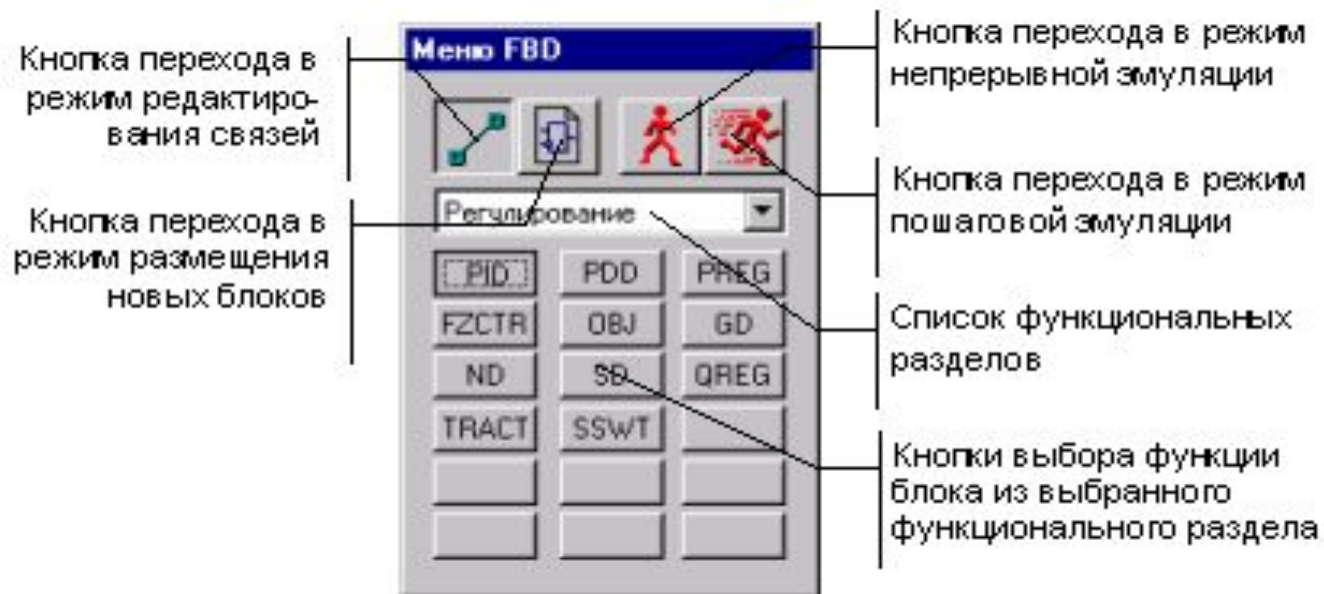 Кнопка перехода в
режим редактиро-
вания связей
Кнопка перехода в
режим размещения
новых блоков
Меню FBD
Регулирование
PID PDD PREG
FZCTR OBJ GD
ND SD QREG
TRACT SSWT
Кнопка перехода в режим
непрерывной эмуляции
Кнопка перехода в режим
пошаговой эмуляции
Список функциональных
разделов
Кнопки выбора функции
блока из выбранного
функционального раздела